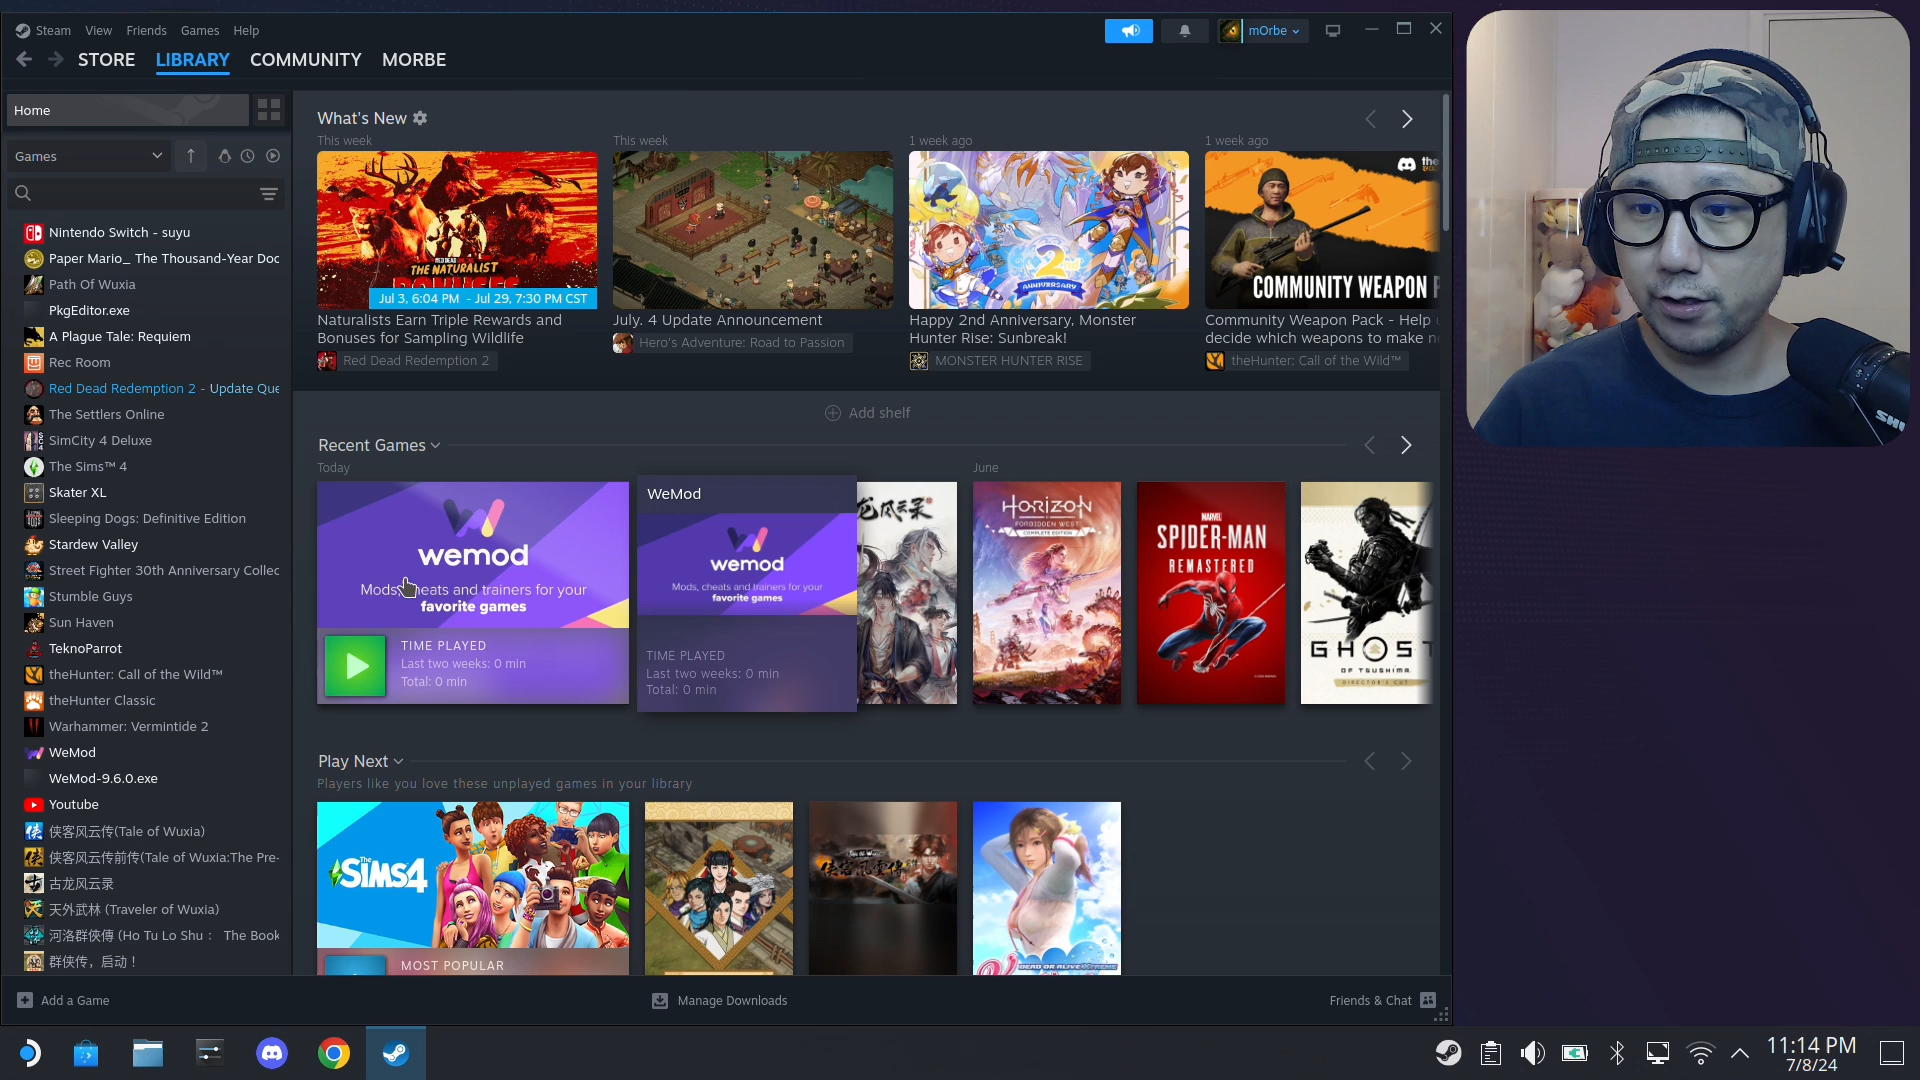 Steam View Friends Games Help
mOrbe
STORE LIBRARY COMMUNITY MORBE
Home
Games
Nintendo Switch - suyu
Paper Mario_ The Thousand-Year Doc
Path Of Wuxia
PkgEditor.exe
A Plague Tale: Requiem
Rec Room
Red Dead Redemption 2 - Update Que
The Settlers Online
SimCity 4 Deluxe
The Sims™ 4
Skater XL
Sleeping Dogs: Definitive Edition
Stardew Valley
Street Fighter 30th Anniversary Collec
Stumble Guys
Sun Haven
TeknoParrot
theHunter: Call of the Wild™
theHunter Classic
Warhammer: Vermintide 2
WeMod
WeMod-9.6.0.exe
Youtube
侠客风云传(Tale of Wuxia)
侠客风云传前传(Tale of Wuxia:The Pre-
古龙风云录
天外武林 (Traveler of Wuxia)
河洛群俠傳 (Ho Tu Lo Shu： The Book
群侠传，启动！
What's New
This week
THE NATURALIST
Jul 3, 6:04 PM - Jul 29, 7:30 PM CST
Naturalists Earn Triple Rewards and
Bonuses for Sampling Wildlife
Red Dead Redemption 2
This week
July. 4 Update Announcement
Hero's Adventure: Road to Passion
1 week ago
2nd
ANNIVERSARY
Happy 2nd Anniversary, Monster
Hunter Rise: Sunbreak!
MONSTER HUNTER RISE
1 week ago
the
COMMUNITY WEAPON P
Community Weapon Pack - Help
decide which weapons to make n
theHunter: Call of the Wild™
Add shelf
Recent Games
Today
wemod
Mods, cheats and trainers for your
favorite games
TIME PLAYED
Last two weeks: 0 min
Total: 0 min
WeMod
wemod
Mods, cheats and trainers for your
favorite games
TIME PLAYED
Last two weeks: 0 min
Total: 0 min
June
HORIZON
FORBIDDEN WEST
COMPLETE EDITION
MARVEL
SPIDER-MAN
REMASTERED
GHOST
OF TSUSHIMA
DIRECTOR'S CUT
Play Next
Players like you love these unplayed games in your library
The SIMS4
MOST POPULAR
DEAD OR ALIVE XTREME
Add a Game
Manage Downloads
Friends & Chat
11:14 PM
7/8/24